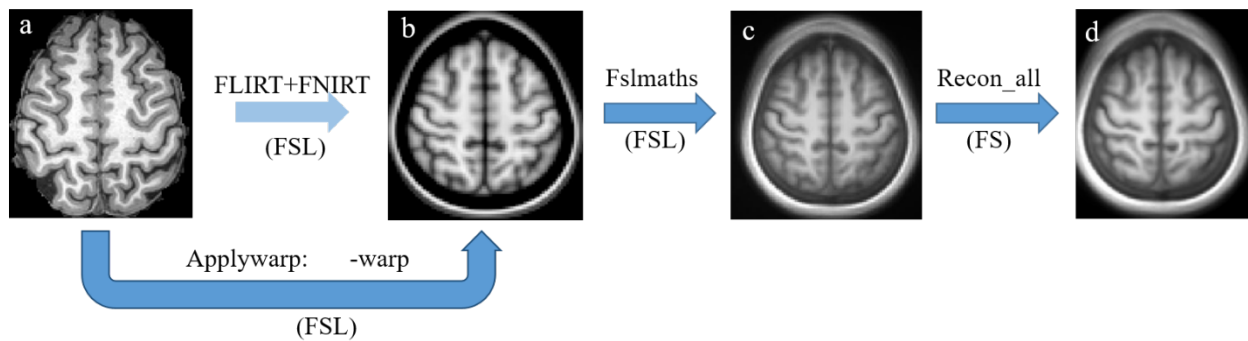 a
b
c
d
FLIRT+FNIRT
(FSL)
Fslmaths
(FSL)
Recon_all
(FS)
Applywarp: -warp
(FSL)